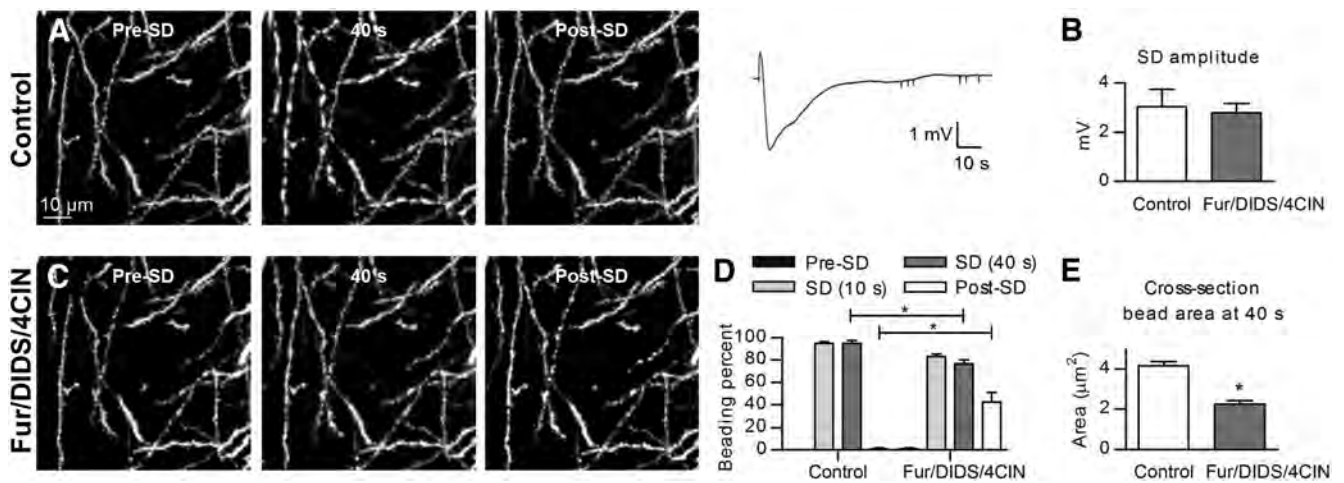 Control
A
Pre-SD
40 s
Post-SD
10 µm
1 mV
10 s
B
SD amplitude
mV
4
2
0
Control
Fur/DIDS/4CIN
Fur/DIDS/4CIN
C
Pre-SD
40 s
Post-SD
D
Pre-SD
SD (40 s)
SD (10 s)
Post-SD
*
*
Beading percent
100
80
60
40
20
0
Control
Fur/DIDS/4CIN
E
Cross-section
bead area at 40 s
Area (µm²)
4
2
0
*
Control
Fur/DIDS/4CIN